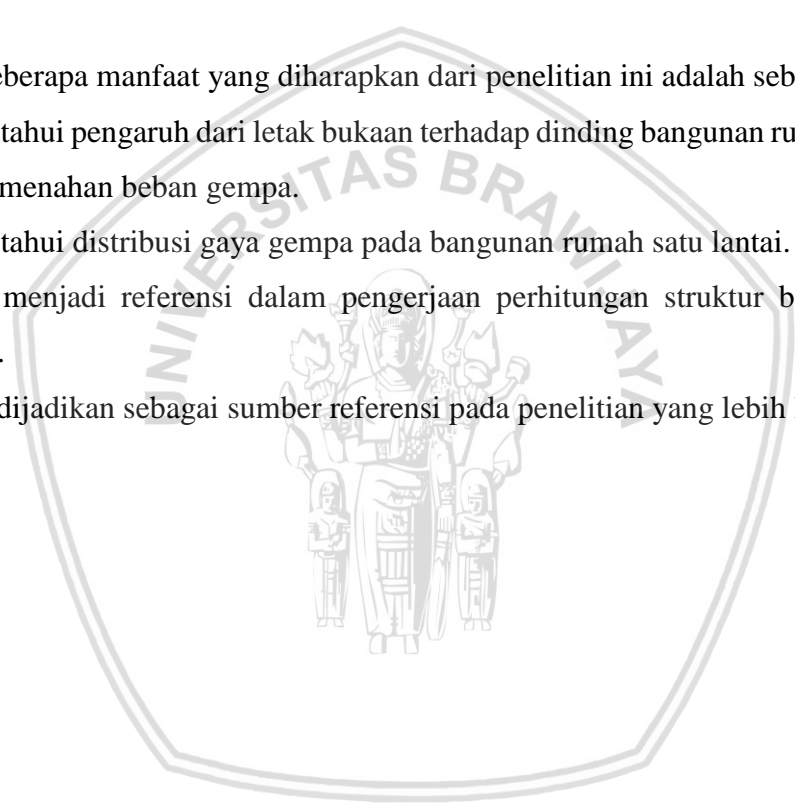 eberapa manfaat yang diharapkan dari penelitian ini adalah seb
tahui pengaruh dari letak bukaan terhadap dinding bangunan ru
menahan beban gempa.
tahui distribusi gaya gempa pada bangunan rumah satu lantai.
menjadi referensi dalam pengerjaan perhitungan struktur b
.
dijadikan sebagai sumber referensi pada penelitian yang lebih
UNIVERSITAS BRAWIJAYA